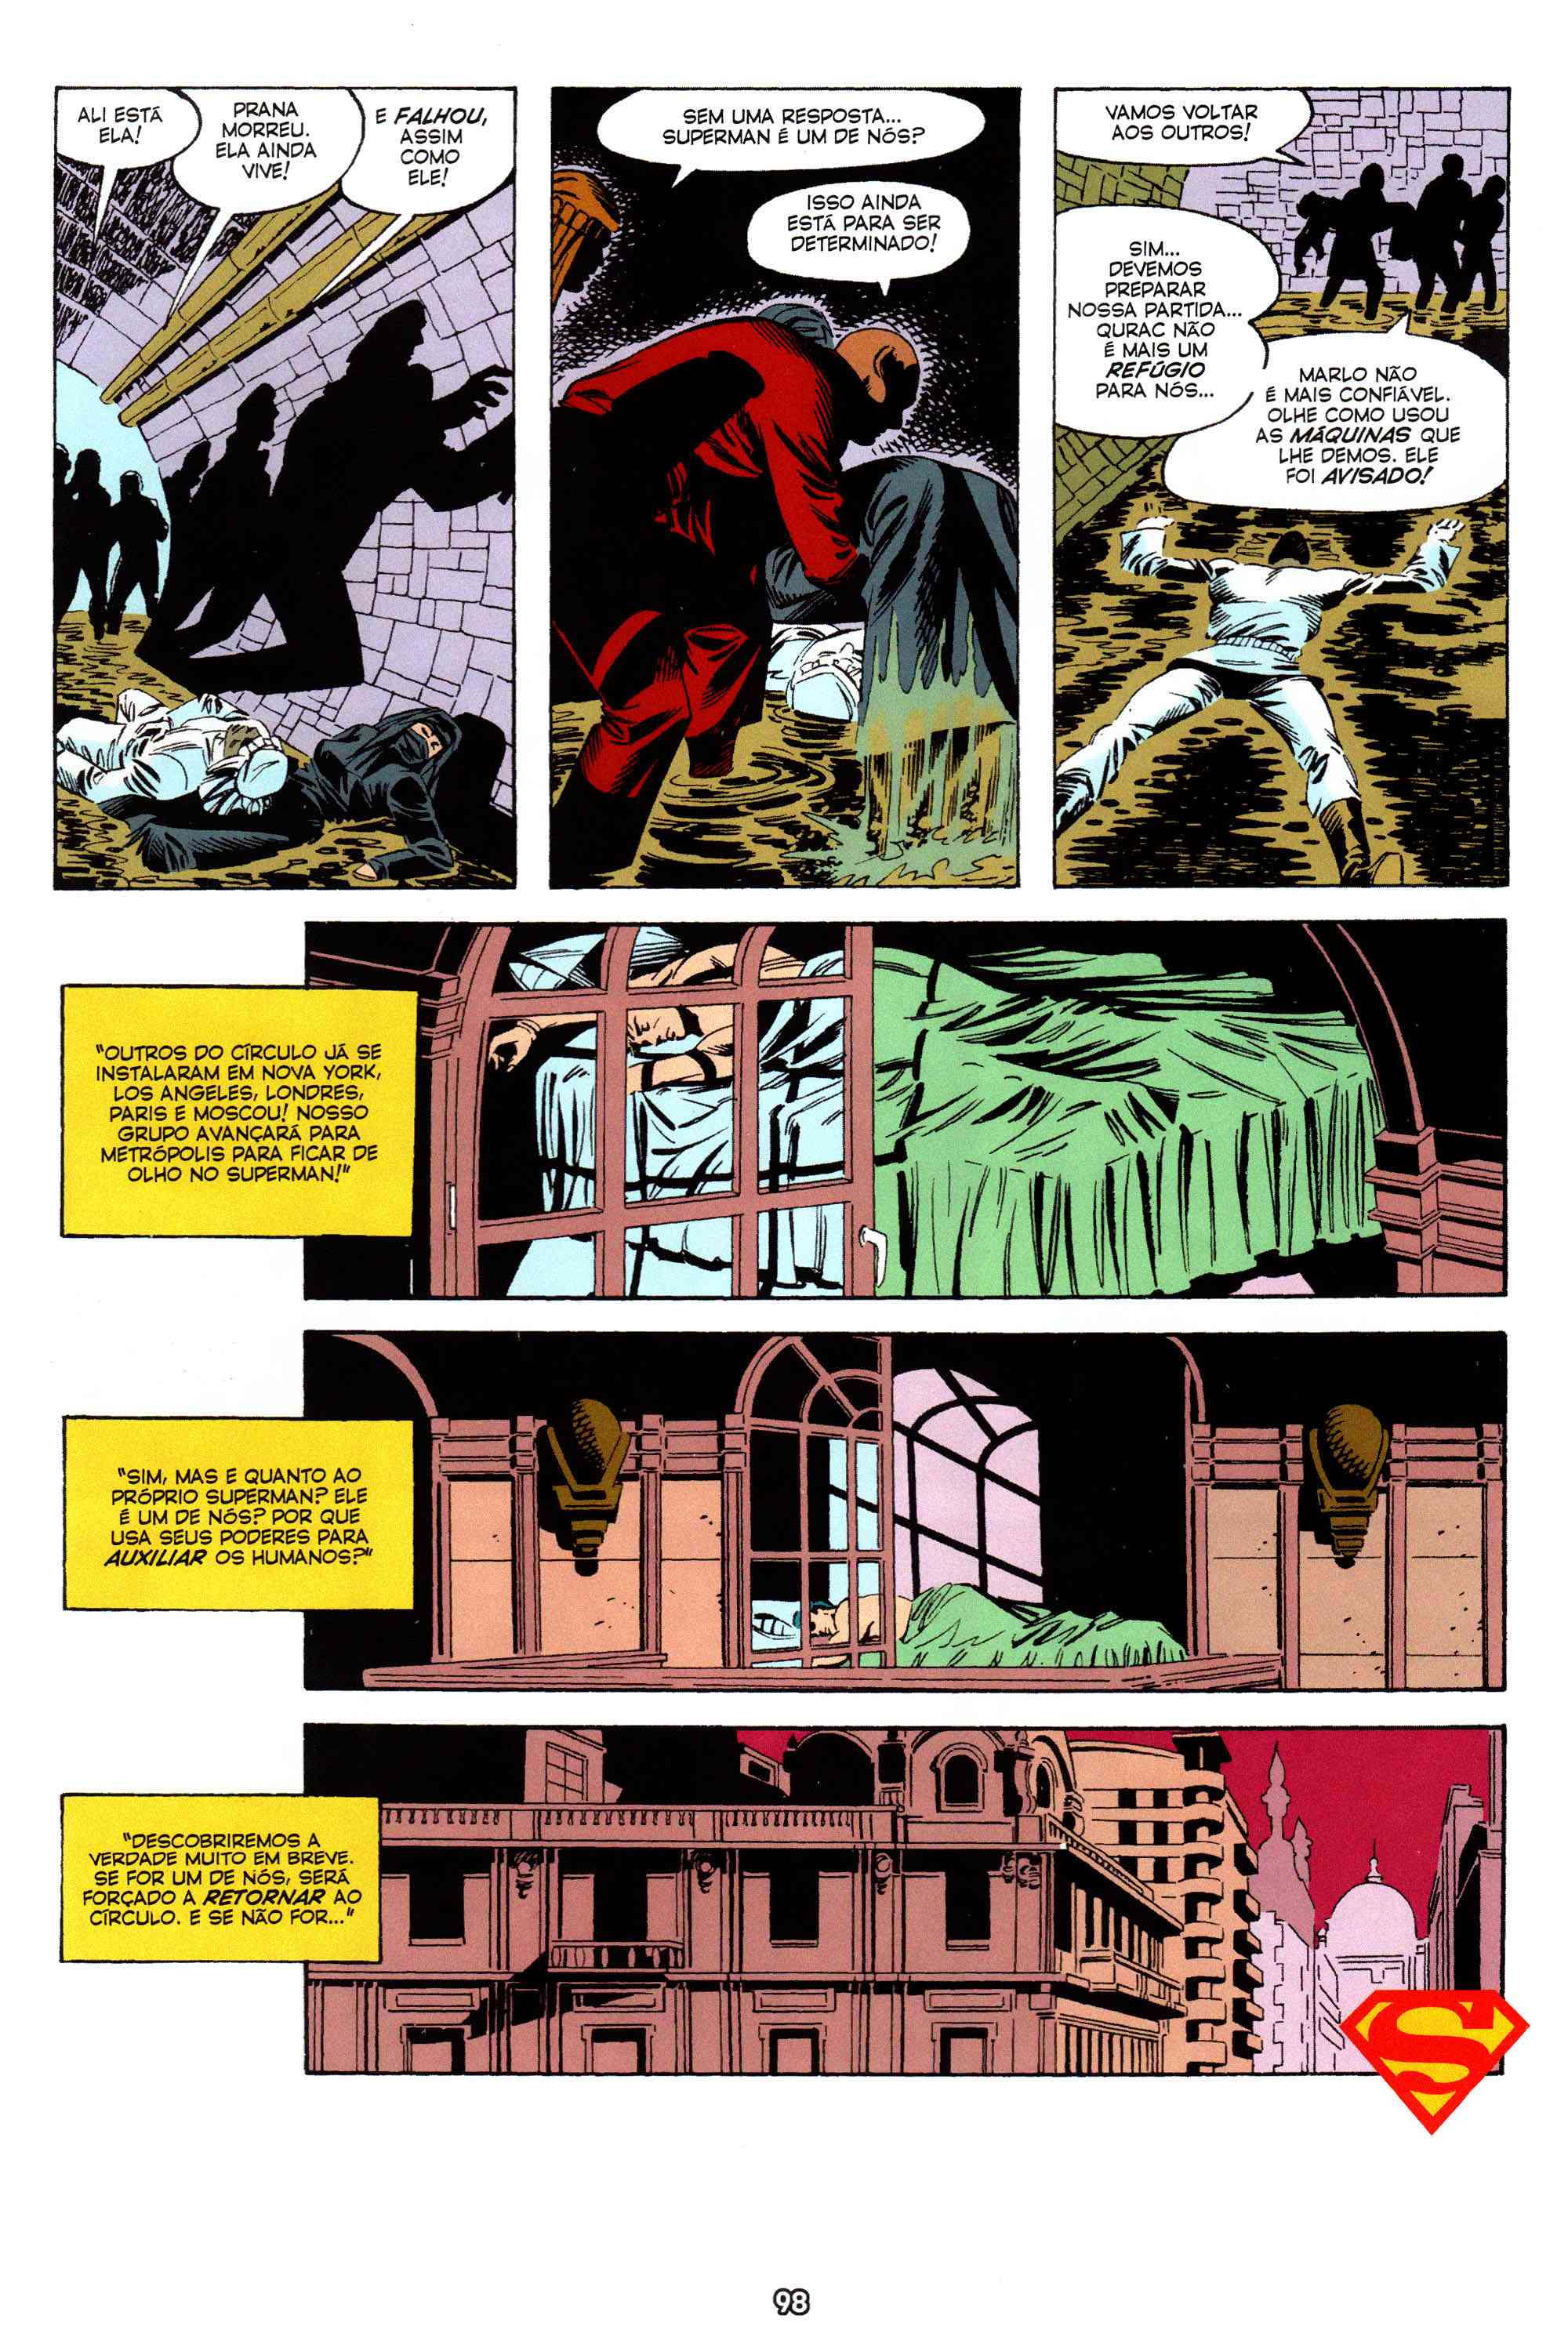 ALI ESTÁ
ELA!
PRANA
MORREU.
ELA AINDA
VIVE!
E FALHOU,
ASSIM
COMO
ELE!
SEM UMA RESPOSTA...
SUPERMAN É UM DE NÓS?
ISSO AINDA
ESTÁ PARA SER
DETERMINADO!
VAMOS VOLTAR
AOS OUTROS!
SIM...
DEVEMOS
PREPARAR
NOSSA PARTIDA...
QURAC NÃO
É MAIS UM
REFÚGIO
PARA NÓS...
MARLO NÃO
É MAIS CONFIÁVEL.
OLHE COMO USOU
AS MÁQUINAS QUE
LHE DEMOS. ELE
FOI AVISADO!
"OUTROS DO CÍRCULO JÁ SE
INSTALARAM EM NOVA YORK,
LOS ANGELES, LONDRES,
PARIS E MOSCOU! NOSSO
GRUPO AVANÇARÁ PARA
METRÓPOLIS PARA FICAR DE
OLHO NO SUPERMAN!"
"SIM, MAS E QUANTO AO
PRÓPRIO SUPERMAN? ELE
É UM DE NÓS? POR QUE
USA SEUS PODERES PARA
AUXILIAR OS HUMANOS?"
"DESCOBRIREMOS A
VERDADE MUITO EM BREVE.
SE FOR UM DE NÓS, SERÁ
FORÇADO A RETORNAR AO
CÍRCULO. E SE NÃO FOR..."
S
98